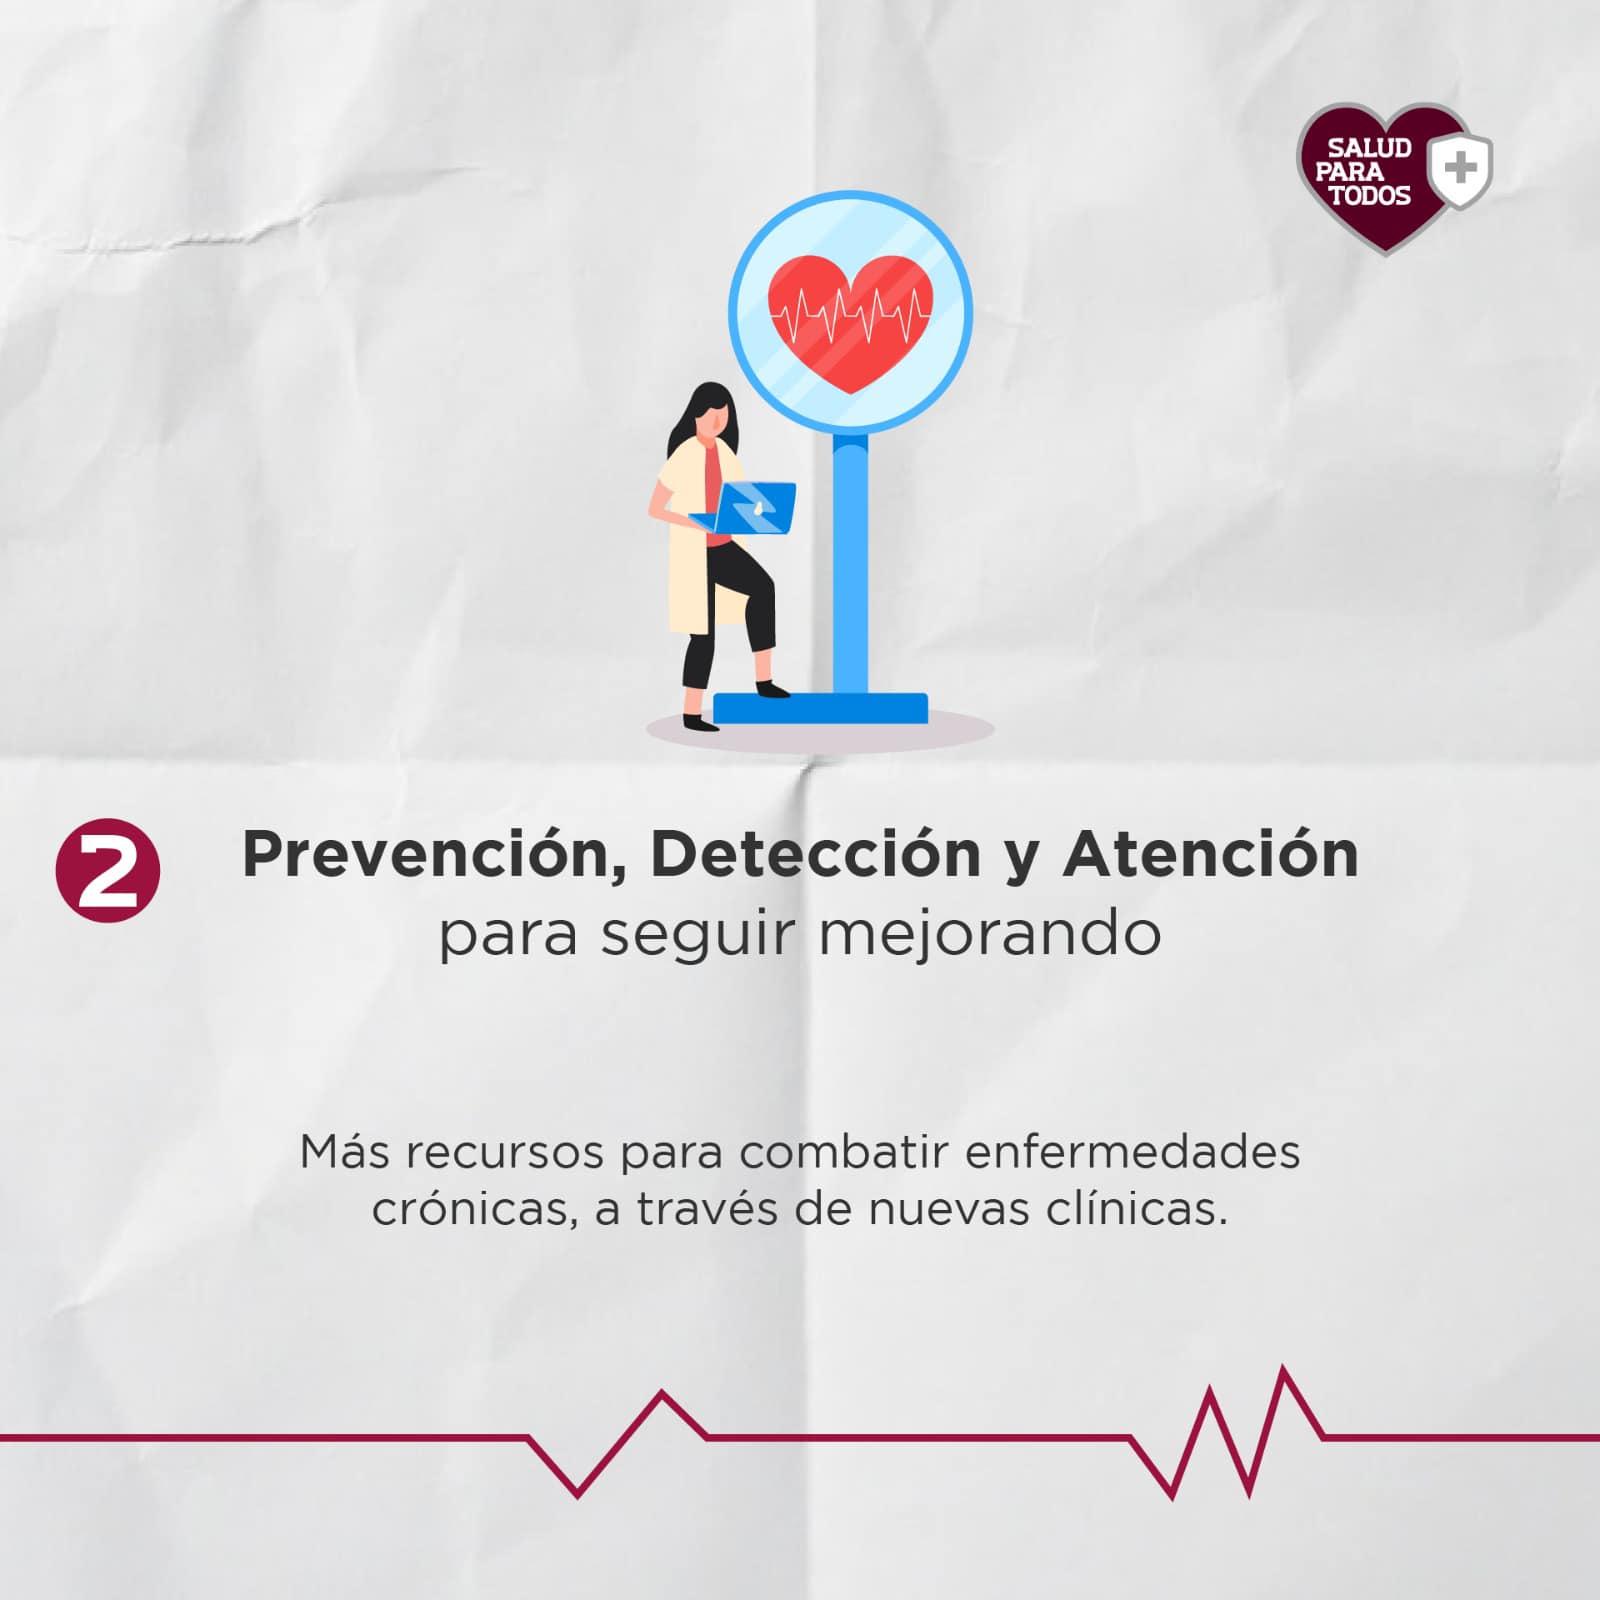 SALUD
PARA
TODOS
2
Prevención, Detección y Atención
para seguir mejorando
Más recursos para combatir enfermedades
crónicas, a través de nuevas clínicas.